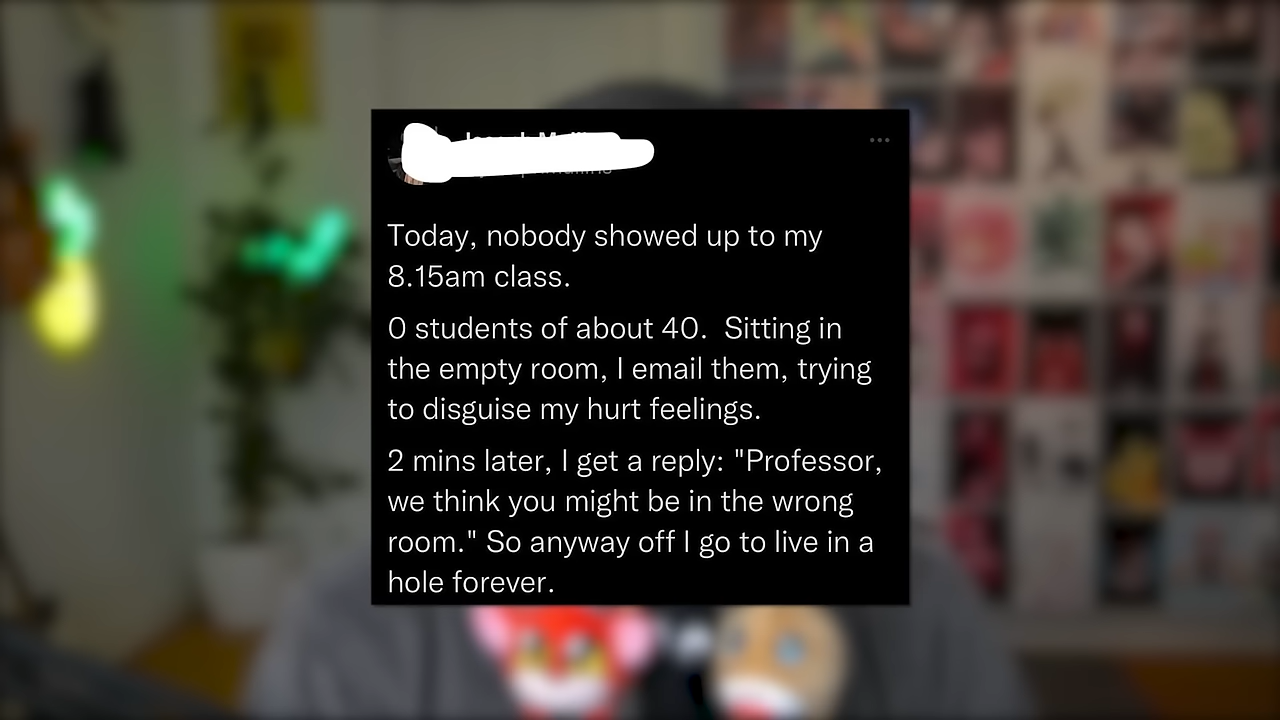 Today, nobody showed up to my
8.15am class.
0 students of about 40.  Sitting in
the empty room, I email them, trying
to disguise my hurt feelings.
2 mins later, I get a reply: "Professor,
we think you might be in the wrong
room." So anyway off I go to live in a
hole forever.